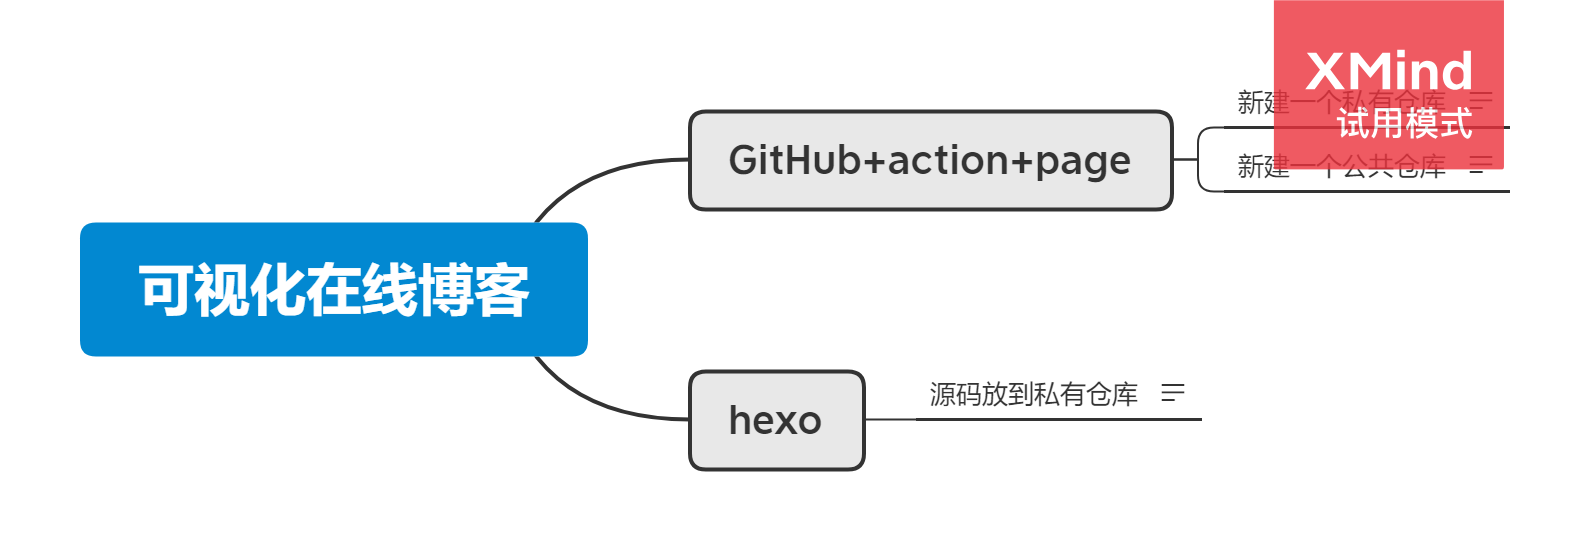 XMind
试用模式
新建一个私有仓库
GitHub+action+page
新建一个公共仓库
可视化在线博客
源码放到私有仓库
hexo